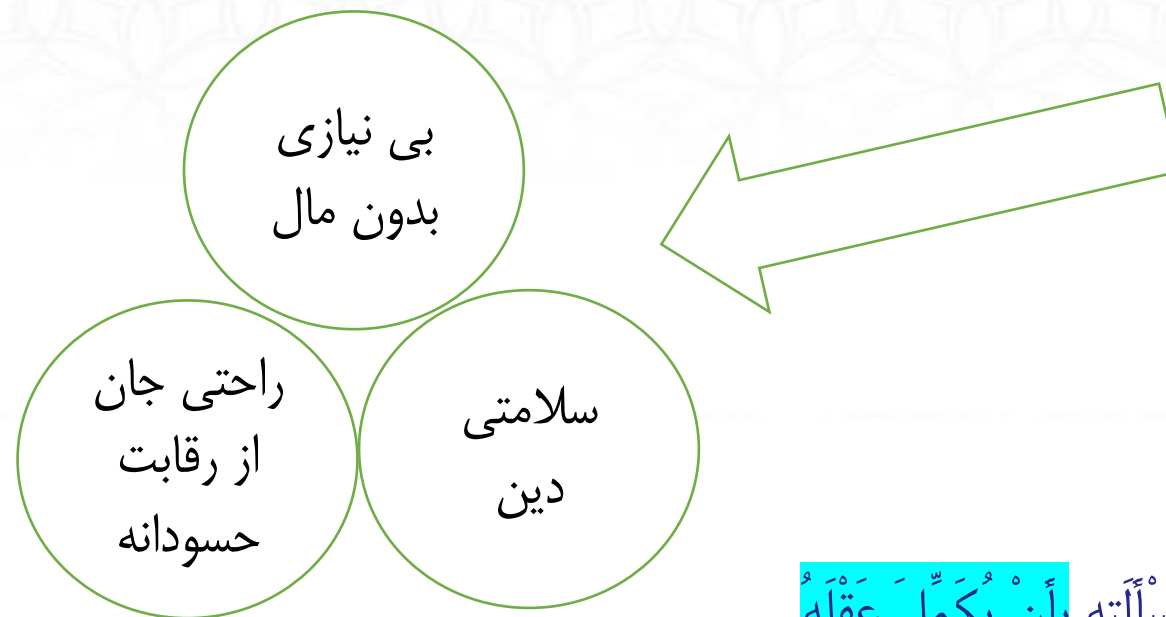 بی نیازی
بدون مال
راحتی جان
از رقابت
حسودانه
سلامتی
دین
بِأَنْ يُكَمِّلَ عَقْلَهُ